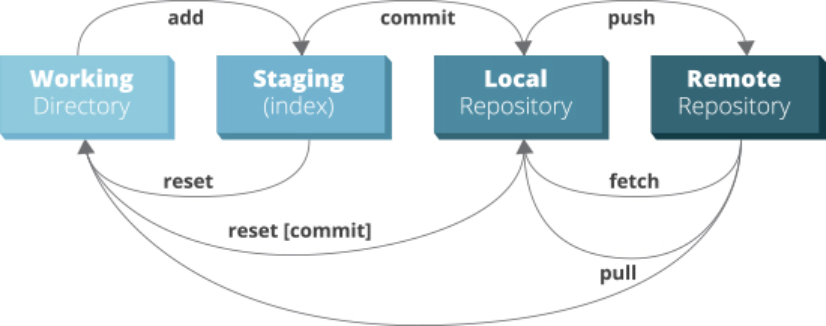 add
commit
push
Working
Directory
Staging
(index)
Local
Repository
Remote
Repository
reset
fetch
reset [commit]
pull